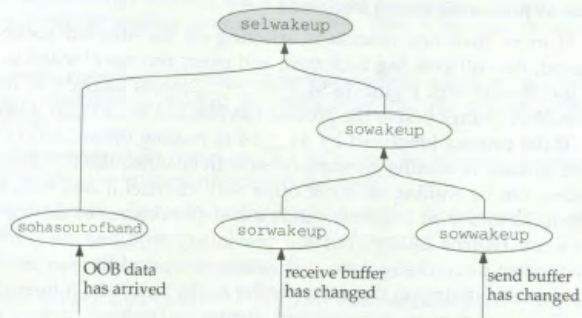 selwakeup
sowakeup
sohasoutofband
sorwakeup
sowwakeup
OOB data
has arrived
receive buffer
has changed
send buffer
has changed